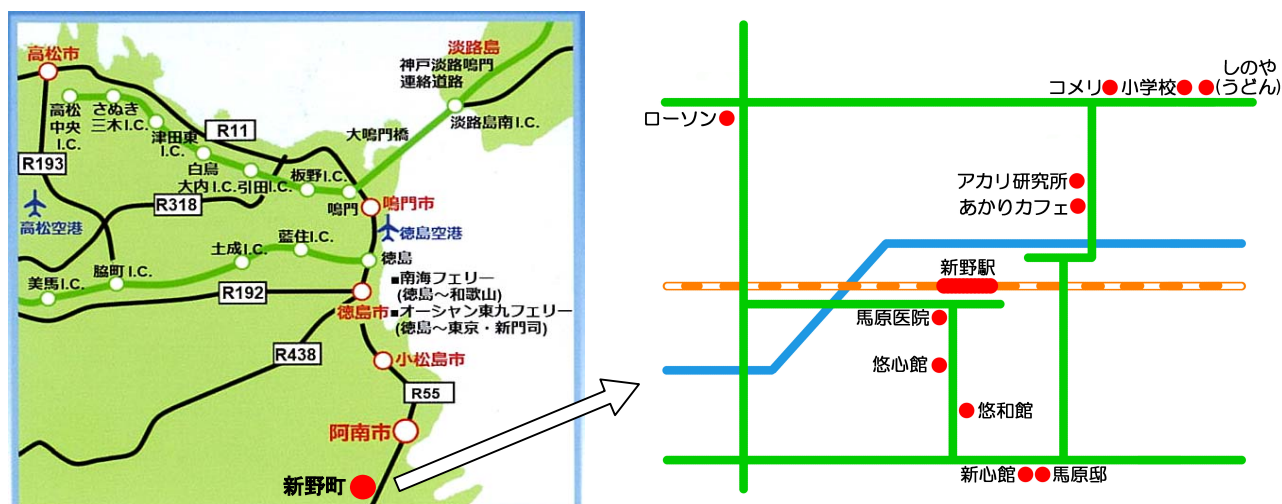 高松市
淡路島
神戸淡路鳴門
連絡道路
高松
中央
I.C.
さぬき
三木I.C.
R11
津田東
I.C.
大鳴門橋
淡路島南I.C.
R193
白鳥
大内I.C.
引田I.C.
板野I.C.
鳴門
鳴門市
R318
高松空港
徳島空港
藍住I.C.
土成I.C.
徳島
脇町I.C.
美馬I.C.
R192
■南海フェリー
(徳島～和歌山)
徳島市
■オーシャン東九フェリー
(徳島～東京・新門司)
R438
小松島市
R55
阿南市
新野町
しのや
(うどん)
コメリ
小学校
ローソン
アカリ研究所
あかりカフェ
新野駅
馬原医院
悠心館
悠和館
新心館
馬原邸